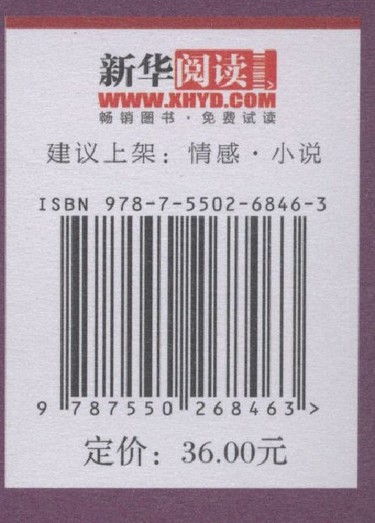 新华阅读
WWW.XHYD.COM
畅销图书·免费试读
建议上架：情感·小说
ISBN 978-7-5502-6846-3
9 787550 268463 >
定价：36.00元